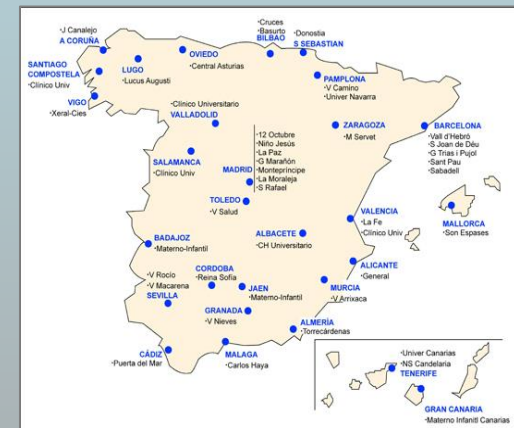 ·J Canalejo
A CORUÑA
SANTIAGO
COMPOSTELA
·Clínico Univ
VIGO
·Xeral-Cies
LUGO
·Lucus Augusti
OVIEDO
·Central Asturias
·Cruces
·Basurto
BILBAO
·Donostia
S SEBASTIAN
PAMPLONA
·V Camino
·Univer Navarra
·Clínico Universitario
VALLADOLID
ZARAGOZA
·M Servet
BARCELONA
·Vall d'Hebró
·S Joan de Déu
·G Trias i Pujol
·Sant Pau
·Sabadell
SALAMANCA
·Clínico Univ
·12 Octubre
·Niño Jesús
·La Paz
·G Marañón
·Montepríncipe
·La Moraleja
·S Rafael
MADRID
TOLEDO
·V Salud
VALENCIA
·La Fe
·Clínico Univ
MALLORCA
·Son Espases
BADAJOZ
·Materno-Infantil
ALBACETE
·CH Universitario
ALICANTE
·General
·V Rocío
·V Macarena
SEVILLA
CORDOBA
·Reina Sofía
JAEN
·Materno-Infantil
MURCIA
·V Arrixaca
GRANADA
·V Nieves
ALMERÍA
·Torrecárdenas
CÁDIZ
·Puerta del Mar
MALAGA
·Carlos Haya
·Univer Canarias
·NS Candelaria
TENERIFE
GRAN CANARIA
·Materno Infantl Canarias